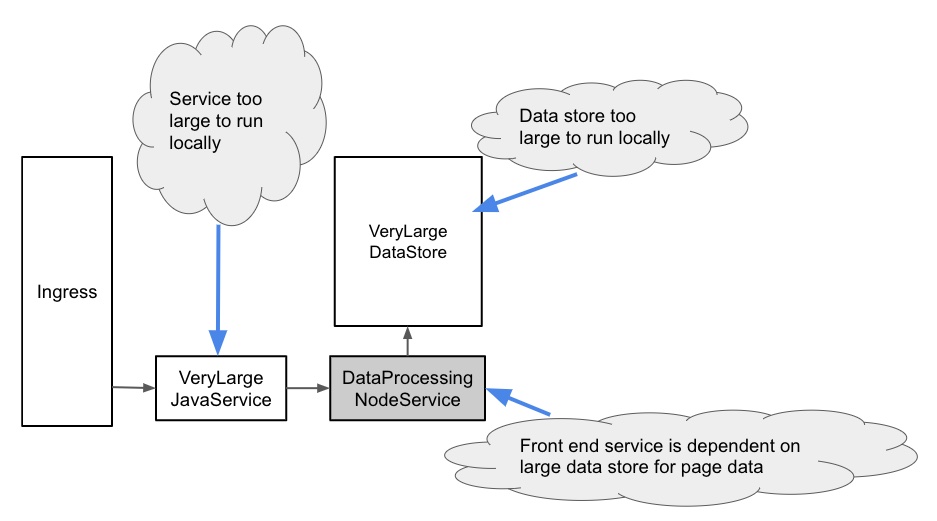 Service too
large to run
locally
Data store too
large to run locally
VeryLarge
DataStore
Ingress
VeryLarge
JavaService
DataProcessing
NodeService
Front end service is dependent on
large data store for page data